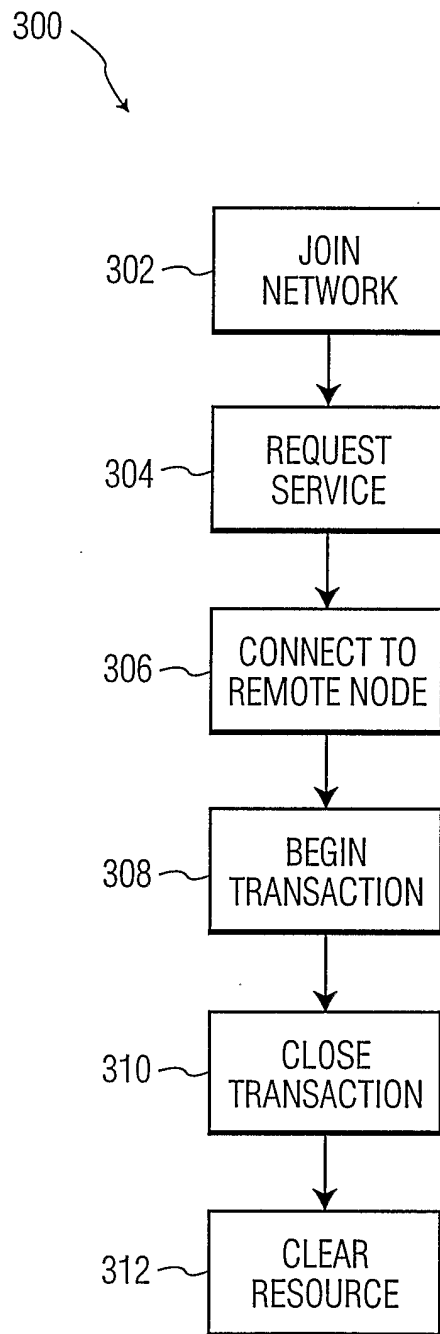 300
302
JOIN
NETWORK
304
REQUEST
SERVICE
306
CONNECT TO
REMOTE NODE
308
BEGIN
TRANSACTION
310
CLOSE
TRANSACTION
312
CLEAR
RESOURCE